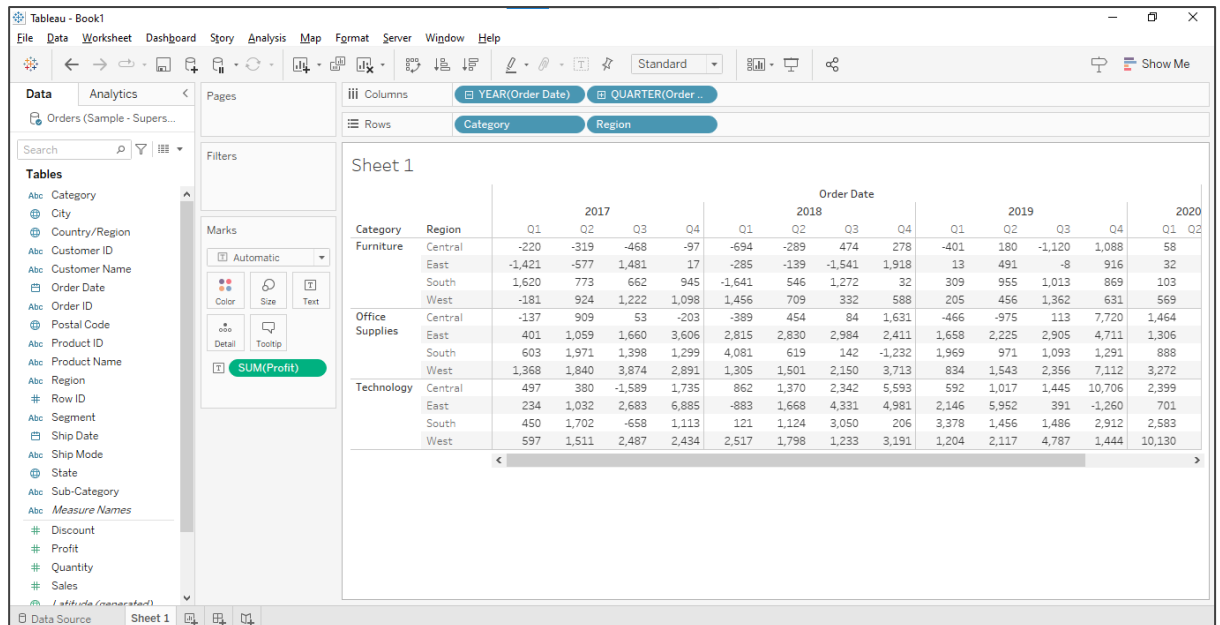 Tableau - Book1
File Data Worksheet Dashboard Story Analysis Map Format Server Window Help
Standard
Show Me
Data Analytics
Orders (Sample - Supers...
Search
Tables
Abc Category
City
Country/Region
Abc Customer ID
Abc Customer Name
Order Date
Abc Order ID
Postal Code
Abc Product ID
Abc Product Name
Abc Region
# Row ID
Abc Segment
Ship Date
Abc Ship Mode
State
Abc Sub-Category
Abc Measure Names
# Discount
# Profit
# Quantity
# Sales
Latitude (generated)
Pages
Filters
Marks
T Automatic
Color Size Text
Detail Tooltip
T SUM(Profit)
iii Columns YEAR(Order Date) QUARTER(Order ..
Rows Category Region
Sheet 1
Order Date
2017 2018 2019 2020
Category Region Q1 Q2 Q3 Q4 Q1 Q2 Q3 Q4 Q1 Q2 Q3 Q4 Q1 Q2
Furniture Central -220 -319 -468 -97 -694 -289 474 278 -401 180 -1,120 1,088 58
East -1,421 -577 1,481 17 -285 -139 -1,541 1,918 13 491 -8 916 32
South 1,620 773 662 945 -1,641 546 1,272 32 309 955 1,013 869 103
West -181 924 1,222 1,098 1,456 709 332 588 205 456 1,362 631 569
Office Supplies Central -137 909 53 -203 -389 454 84 1,631 -466 -975 113 7,720 1,464
East 401 1,059 1,660 3,606 2,815 2,830 2,984 2,411 1,658 2,225 2,905 4,711 1,306
South 603 1,971 1,398 1,299 4,081 619 142 -1,232 1,969 971 1,093 1,291 888
West 1,368 1,840 3,874 2,891 1,305 1,501 2,150 3,713 834 1,543 2,356 7,112 3,272
Technology Central 497 380 -1,589 1,735 862 1,370 2,342 5,593 592 1,017 1,445 10,706 2,399
East 234 1,032 2,683 6,885 -883 1,668 4,331 4,981 2,146 5,952 391 -1,260 701
South 450 1,702 -658 1,113 121 1,124 3,050 206 3,378 1,456 1,486 2,912 2,583
West 597 1,511 2,487 2,434 2,517 1,798 1,233 3,191 1,204 2,117 4,787 1,444 10,130
Data Source Sheet 1